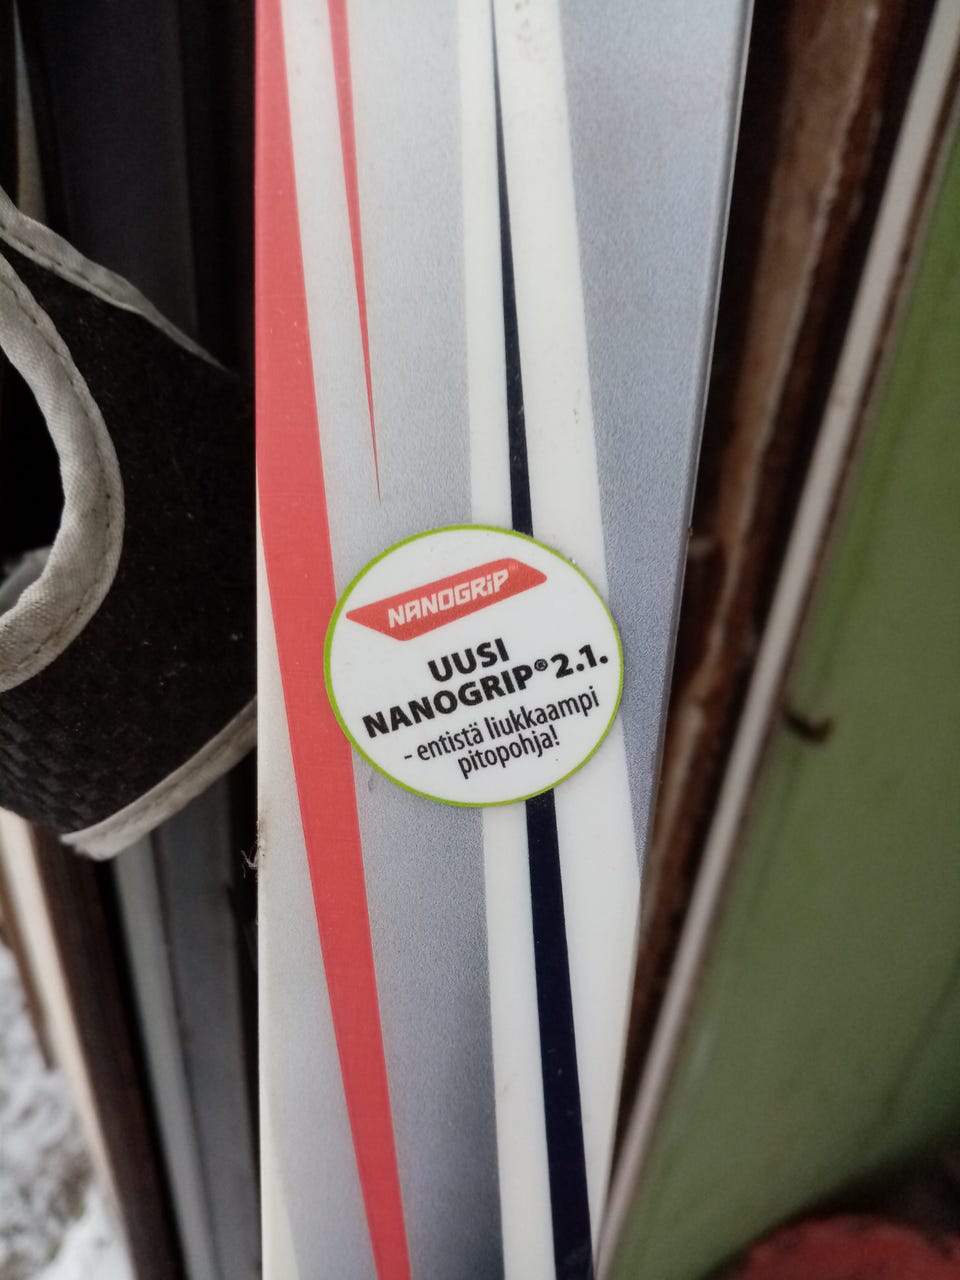 NANOGRIP®
UUSI
NANOGRIP® 2.1.
- entistä liukkaampi
pitopohja!